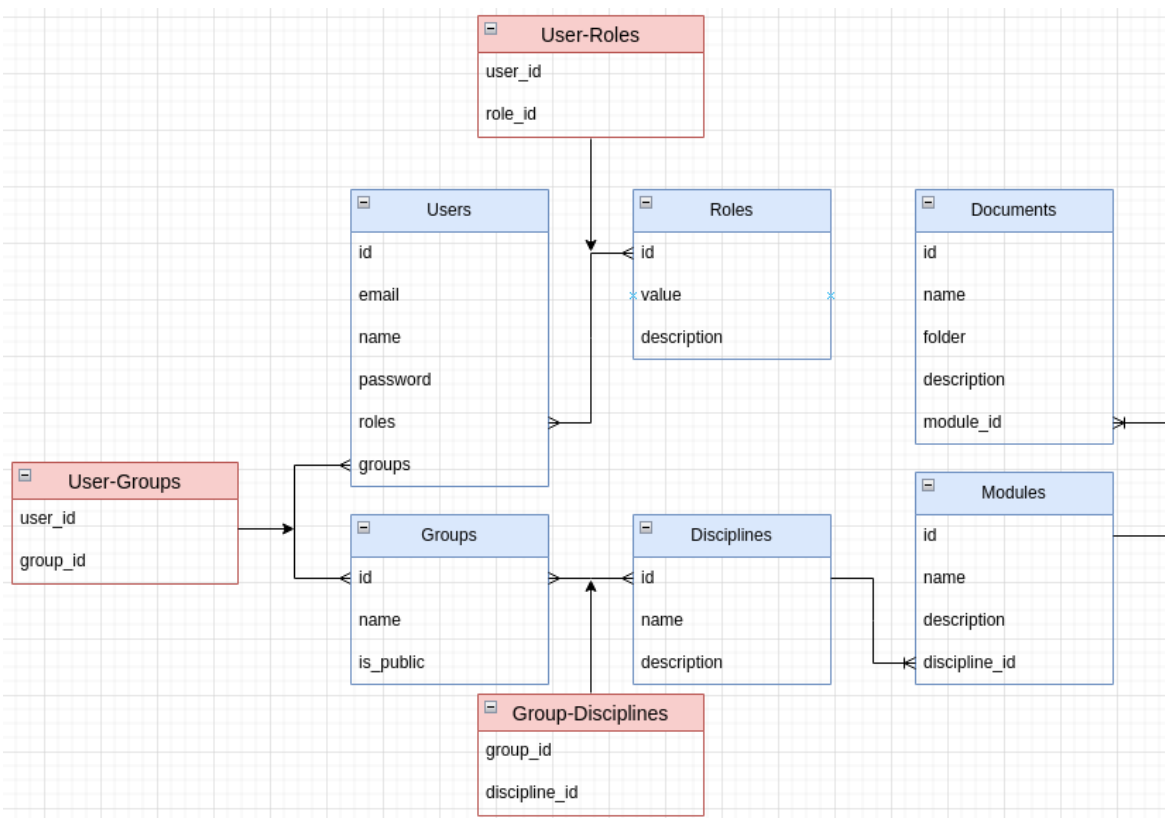 User-Roles
user_id
role_id
Users
id
email
name
password
roles
groups
Roles
id
value
description
Documents
id
name
folder
description
module_id
User-Groups
user_id
group_id
Groups
id
name
is_public
Disciplines
id
name
description
Modules
id
name
description
discipline_id
Group-Disciplines
group_id
discipline_id